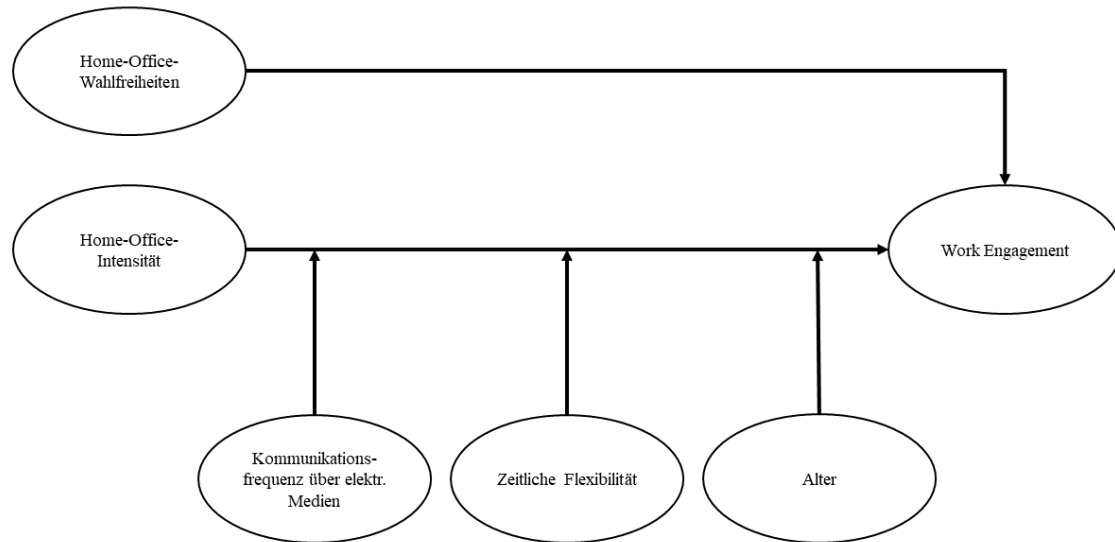 Home-Office-
Wahlfreiheiten
Home-Office-
Intensität
Work Engagement
Kommunikations-
frequenz über elektr.
Medien
Zeitliche Flexibilität
Alter